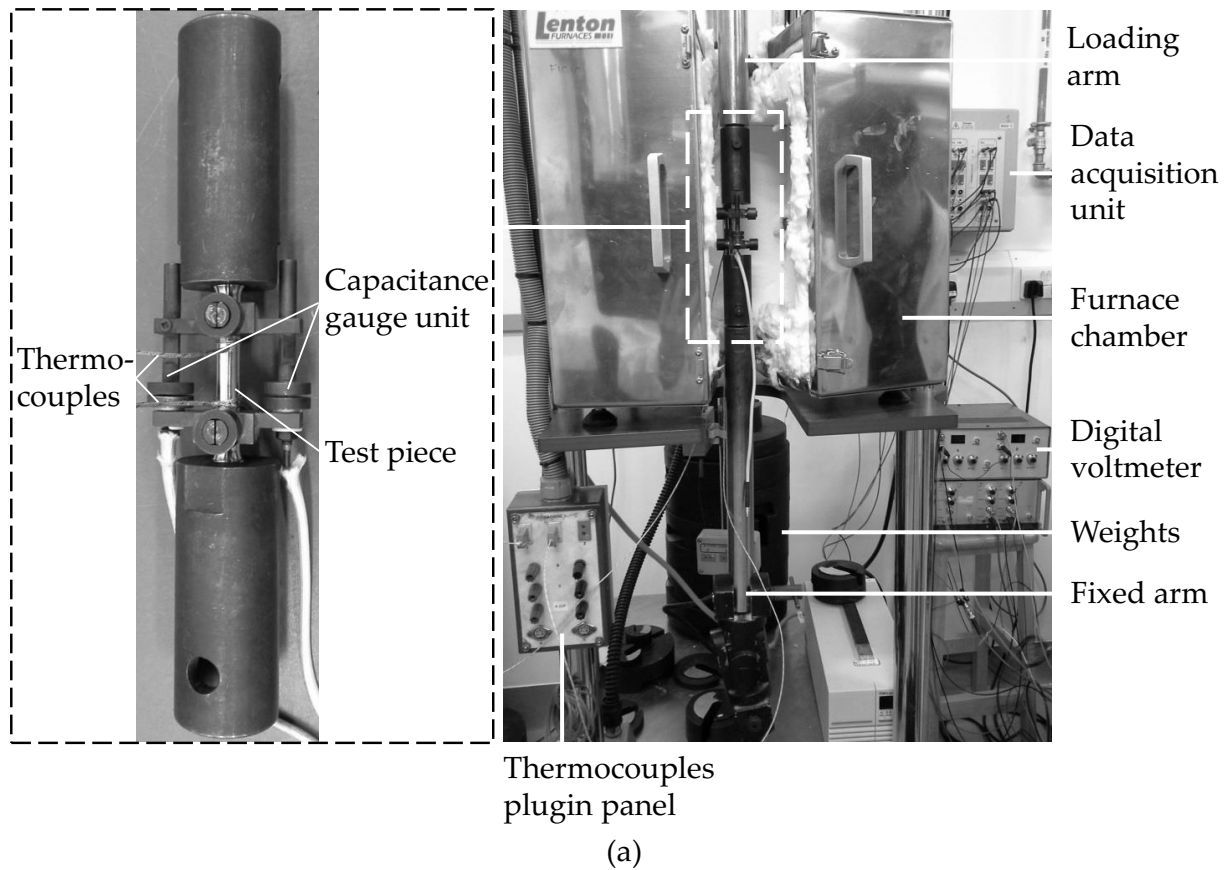 Lenton
FURNACES
Loading
arm
Data
acquisition
unit
Capacitance
gauge unit
Thermo-
couples
Furnace
chamber
Test piece
Digital
voltmeter
Weights
Fixed arm
Thermocouples
plugin panel
(a)